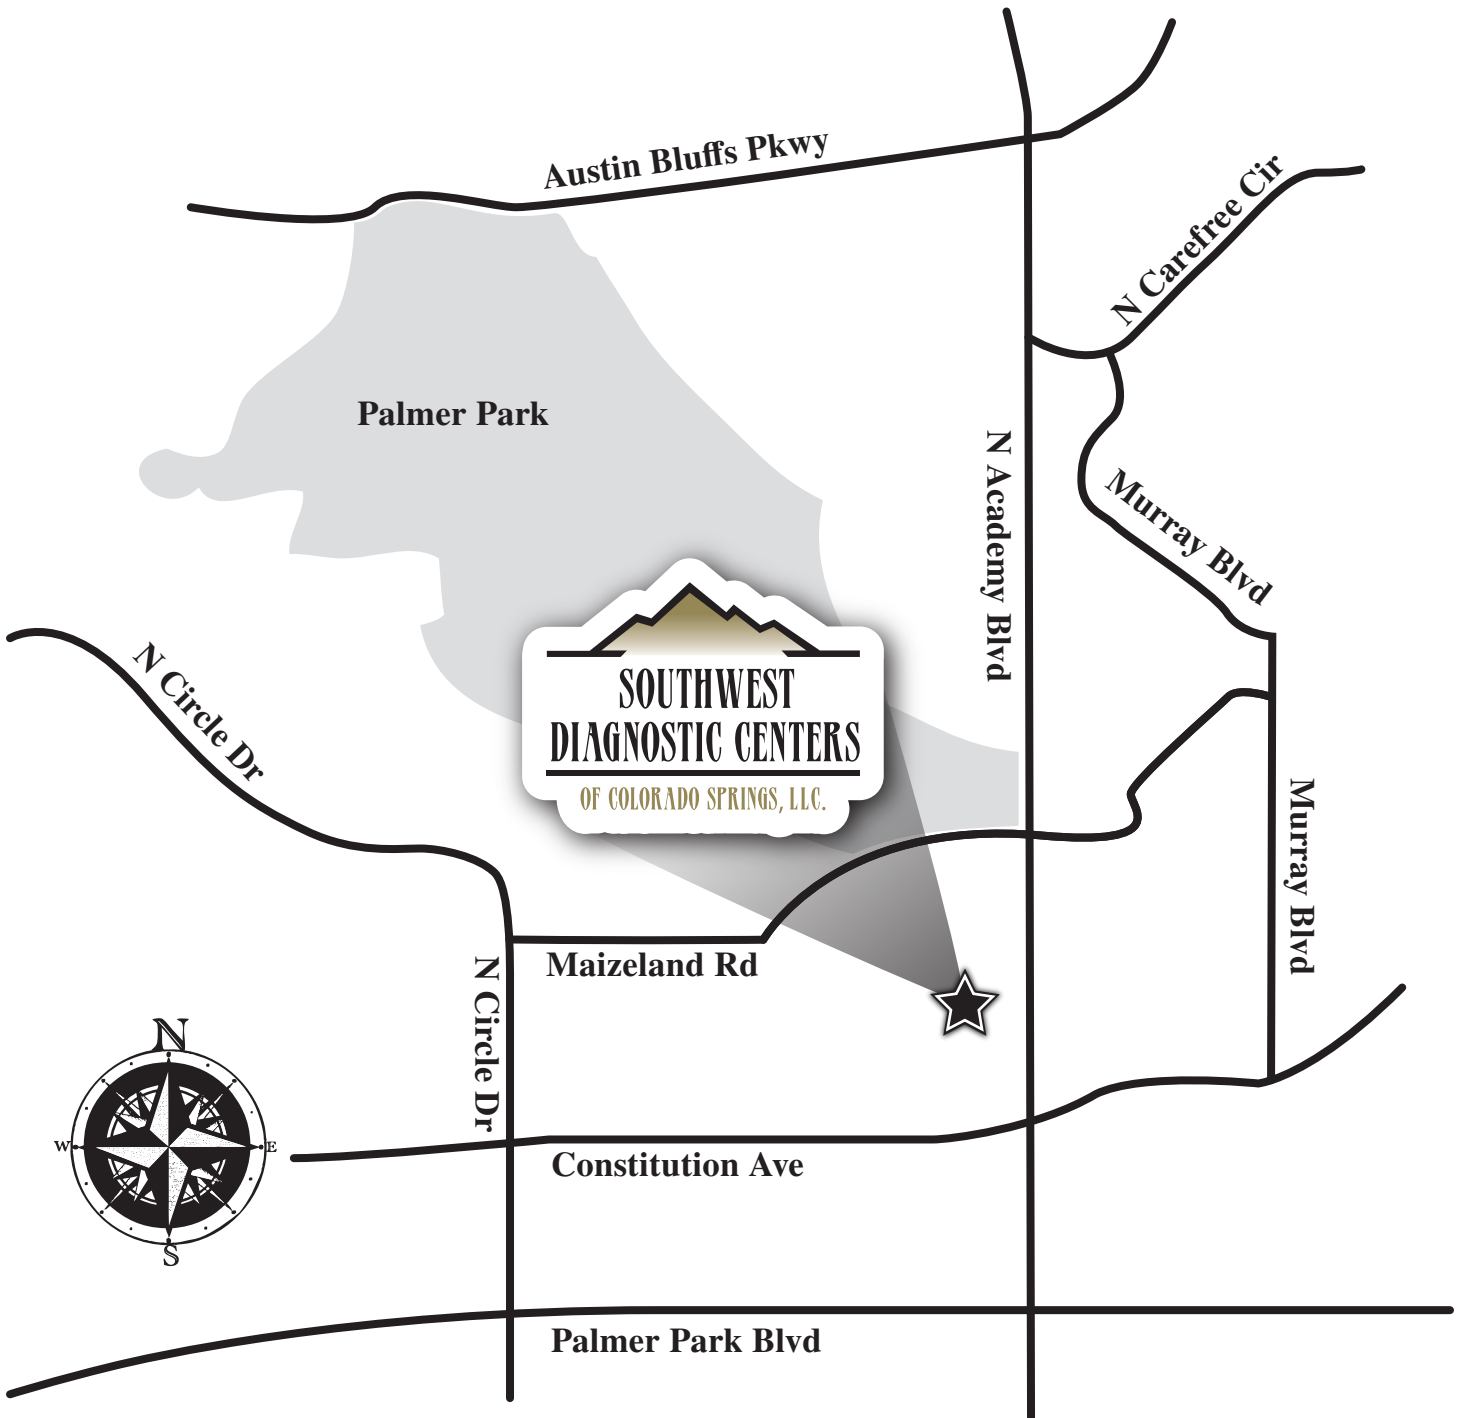 Austin Bluffs Pkwy
N Carefree Cir
Palmer Park
N Academy Blvd
Murray Blvd
N Circle Dr
SOUTHWEST
DIAGNOSTIC CENTERS
OF COLORADO SPRINGS, LLC.
Murray Blvd
Maizeland Rd
N Circle Dr
N
W
E
S
Constitution Ave
Palmer Park Blvd